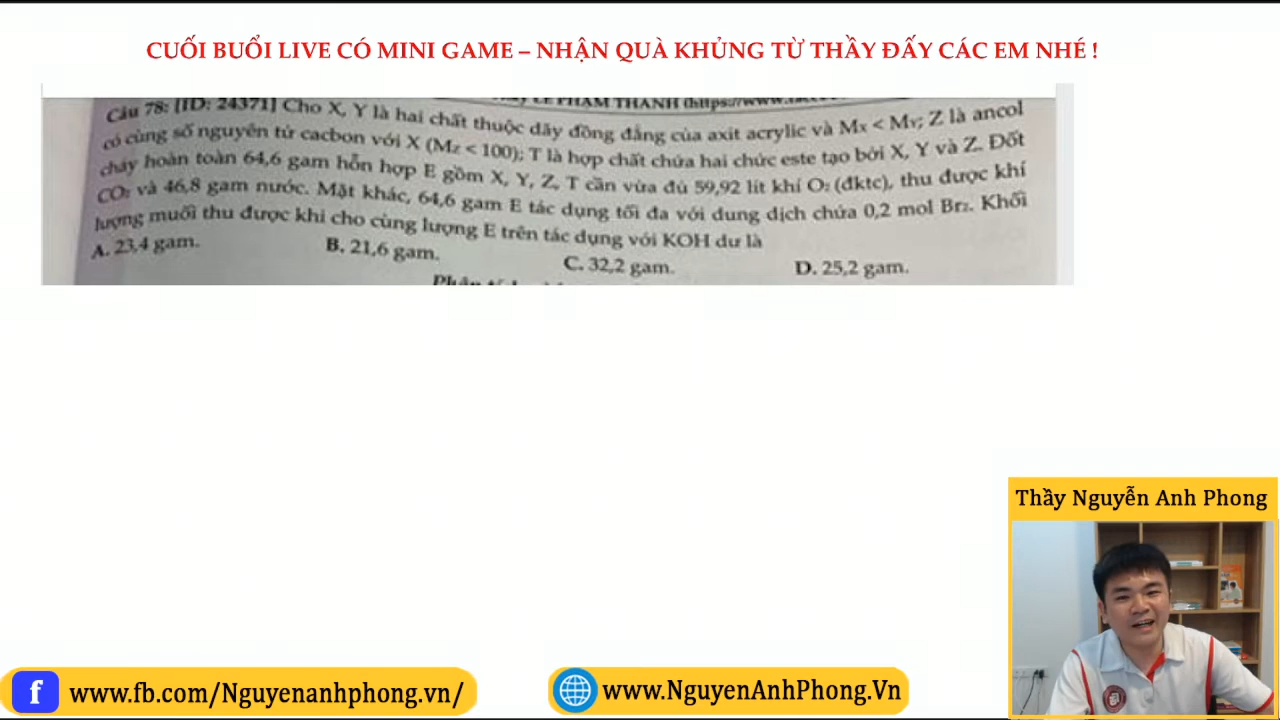 CUỐI BUỔI LIVE CÓ MINI GAME – NHẬN QUÀ KHỦNG TỪ THẦY ĐẤY CÁC EM NHÉ !
LÊ PHẠM THÀNH (https://www.
Câu 78: [ID: 24371] Cho X, Y là hai chất thuộc dãy đồng đẳng của axit acrylic và Mx < My; Z là ancol
có cùng số nguyên tử cacbon với X (Mz < 100); T là hợp chất chứa hai chức este tạo bởi X, Y và Z. Đốt
cháy hoàn toàn 64,6 gam hỗn hợp E gồm X, Y, Z, T cần vừa đủ 59,92 lít khí O₂ (đktc), thu được khí
CO₂ và 46,8 gam nước. Mặt khác, 64,6 gam E tác dụng tối đa với dung dịch chứa 0,2 mol Br₂. Khối
lượng muối thu được khi cho cùng lượng E trên tác dụng với KOH dư là
A. 23,4 gam. B. 21,6 gam. C. 32,2 gam. D. 25,2 gam.
Thầy Nguyễn Anh Phong
www.fb.com/Nguyenanhphong.vn/
www.NguyenAnhPhong.Vn